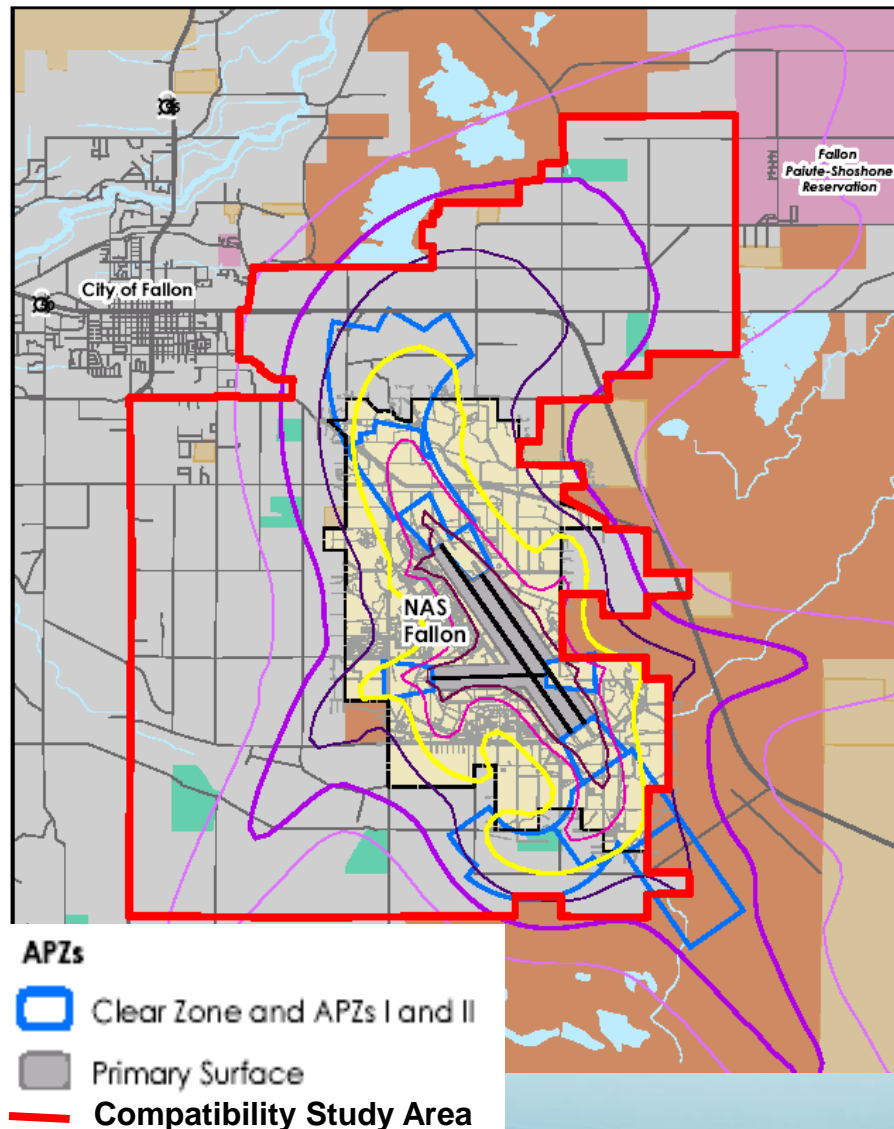 Fallon
Paiute-Shoshone
Reservation
City of Fallon
NAS
Fallon
APZs
Clear Zone and APZs I and II
Primary Surface
Compatibility Study Area